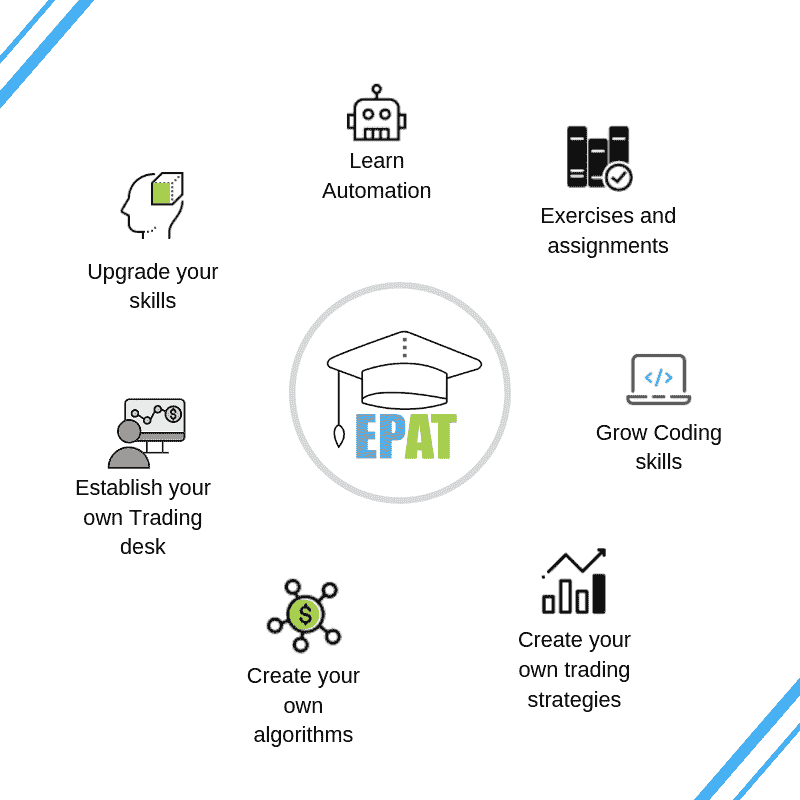 Learn
Automation
Exercises and
assignments
Upgrade your
skills
EPAT
Grow Coding
skills
Establish your
own Trading
desk
$
Create your
own trading
strategies
$
Create your
own
algorithms